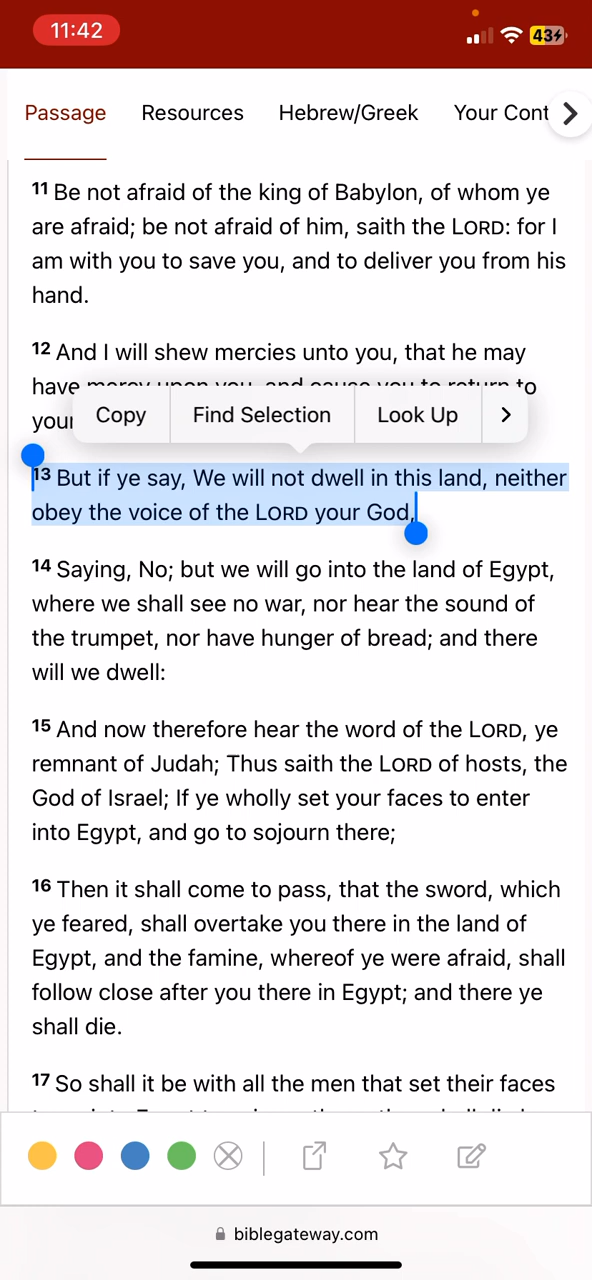 11:42
43
Passage Resources Hebrew/Greek Your Cont
11 Be not afraid of the king of Babylon, of whom ye
are afraid; be not afraid of him, saith the LORD: for I
am with you to save you, and to deliver you from his
hand.
12 And I will shew mercies unto you, that he may
have mercy upon you, and cause you to return to
your
Copy Find Selection Look Up
13 But if ye say, We will not dwell in this land, neither
obey the voice of the LORD your God,
14 Saying, No; but we will go into the land of Egypt,
where we shall see no war, nor hear the sound of
the trumpet, nor have hunger of bread; and there
will we dwell:
15 And now therefore hear the word of the LORD, ye
remnant of Judah; Thus saith the LORD of hosts, the
God of Israel; If ye wholly set your faces to enter
into Egypt, and go to sojourn there;
16 Then it shall come to pass, that the sword, which
ye feared, shall overtake you there in the land of
Egypt, and the famine, whereof ye were afraid, shall
follow close after you there in Egypt; and there ye
shall die.
17 So shall it be with all the men that set their faces
biblegateway.com